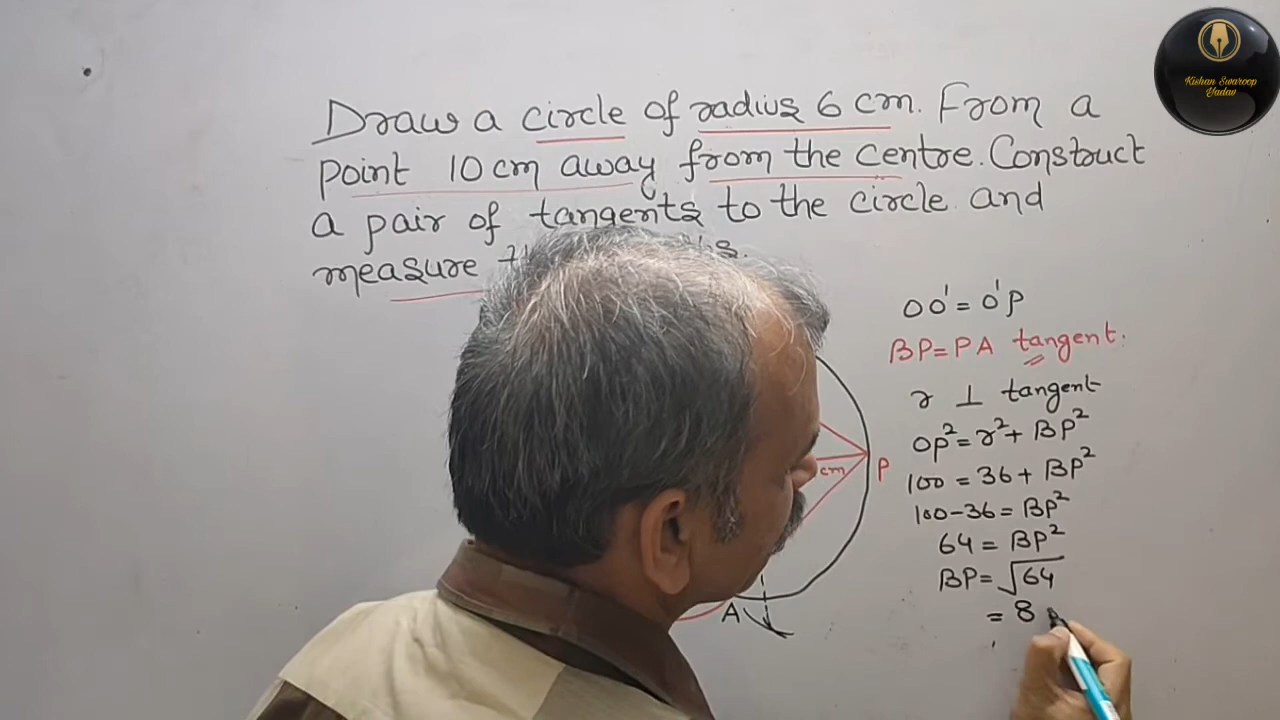 Draw a circle of radius 6 cm. From a
point 10 cm away from the centre. Construct
a pair of tangents to the circle and
measure
OO' = O'P
BP = PA tangent.
r ⊥ tangent
OP² = r² + BP²
100 = 36 + BP²
100 - 36 = BP²
64 = BP²
BP = √64
= 8
cm
P
A
Kishan Swaroop
Yadav